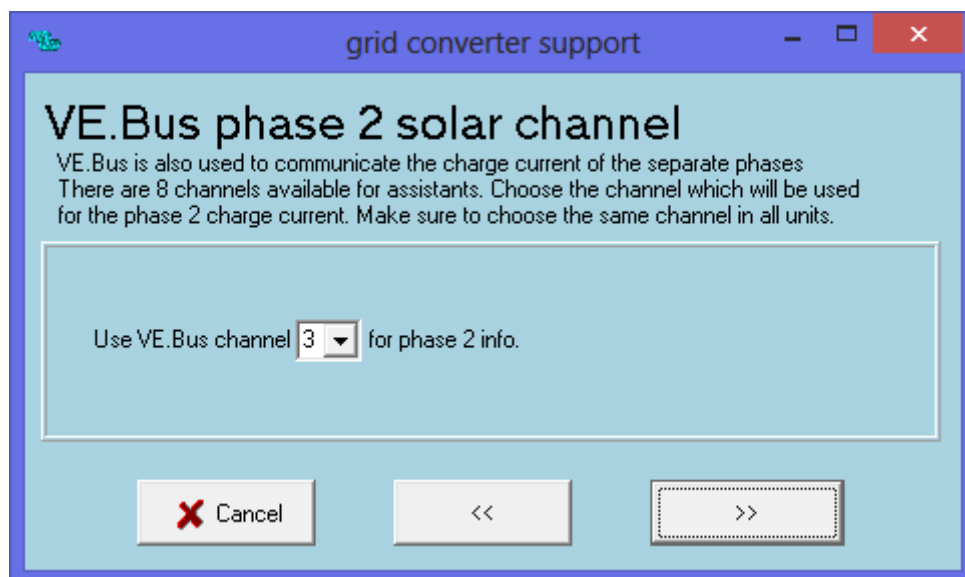 grid converter support
VE.Bus phase 2 solar channel
VE.Bus is also used to communicate the charge current of the separate phases
There are 8 channels available for assistants. Choose the channel which will be used
for the phase 2 charge current. Make sure to choose the same channel in all units.
Use VE.Bus channel 3 for phase 2 info.
Cancel << >>